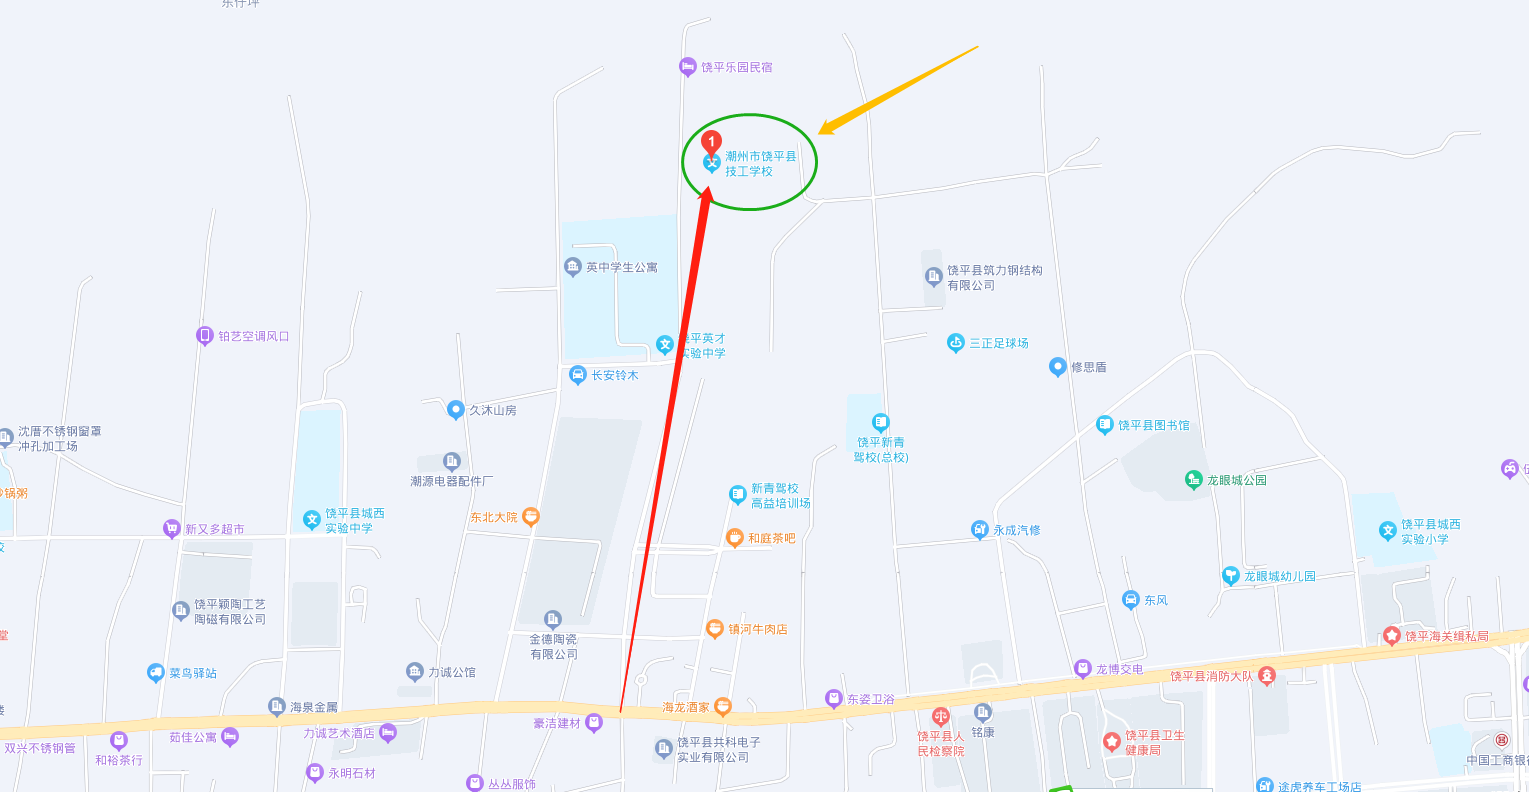 东仔坪
饶平乐园民宿
1
潮州市饶平县
技工学校
英中学生公寓
饶平县筑力钢结构
有限公司
铂艺空调风口
饶平英才
实验中学
三正足球场
长安铃木
修思盾
久沐山房
沈厝不锈钢窗罩
冲孔加工场
饶平县图书馆
饶平新青
驾校(总校)
潮源电器配件厂
龙眼城公园
砂锅粥
新青驾校
高益培训场
饶平县城西
实验中学
东北大院
新又多超市
和庭茶吧
永成汽修
饶平县城西
实验小学
校
龙眼城幼儿园
东风
饶平颖陶工艺
陶磁有限公司
镇河牛肉店
金德陶瓷
有限公司
堂
饶平海关缉私局
菜鸟驿站
力诚公馆
龙博交电
饶平县消防大队
海泉金属
海龙酒家
东姿卫浴
豪洁建材
力诚艺术酒店
茹佳公寓
铭康
饶平县人
民检察院
双兴不锈钢管
和裕茶行
饶平县共科电子
实业有限公司
饶平县卫生
健康局
中国工商银行
永明石材
丛丛服饰
途虎养车工场店